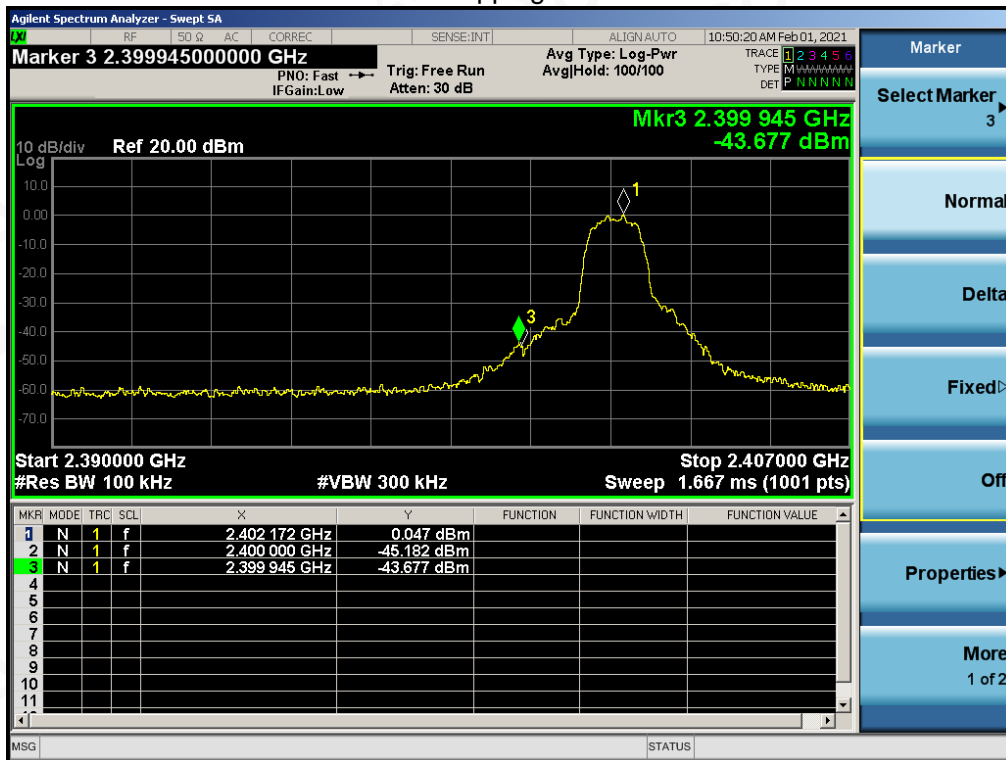 Agilent Spectrum Analyzer - Swept SA
LXI RF 50 Ω AC CORREC SENSE:INT ALIGN AUTO 10:50:20 AM Feb 01, 2021
Marker 3 2.399945000000 GHz
PNO: Fast
IFGain:Low
Trig: Free Run
Atten: 30 dB
Avg Type: Log-Pwr
Avg|Hold: 100/100
TRACE 1 2 3 4 5 6
TYPE M
DET P N N N N N
Mkr3 2.399 945 GHz
-43.677 dBm
10 dB/div Ref 20.00 dBm
Log
10.0
0.00
-10.0
-20.0
-30.0
-40.0
-50.0
-60.0
-70.0
1
3
Start 2.390000 GHz Stop 2.407000 GHz
#Res BW 100 kHz #VBW 300 kHz Sweep 1.667 ms (1001 pts)
MKR MODE TRC SCL X Y FUNCTION FUNCTION WIDTH FUNCTION VALUE
1 N 1 f 2.402 172 GHz 0.047 dBm
2 N 1 f 2.400 000 GHz -45.182 dBm
3 N 1 f 2.399 945 GHz -43.677 dBm
4
5
6
7
8
9
10
11
MSG STATUS
Marker
Select Marker
3
Normal
Delta
Fixed
Off
Properties
More
1 of 2